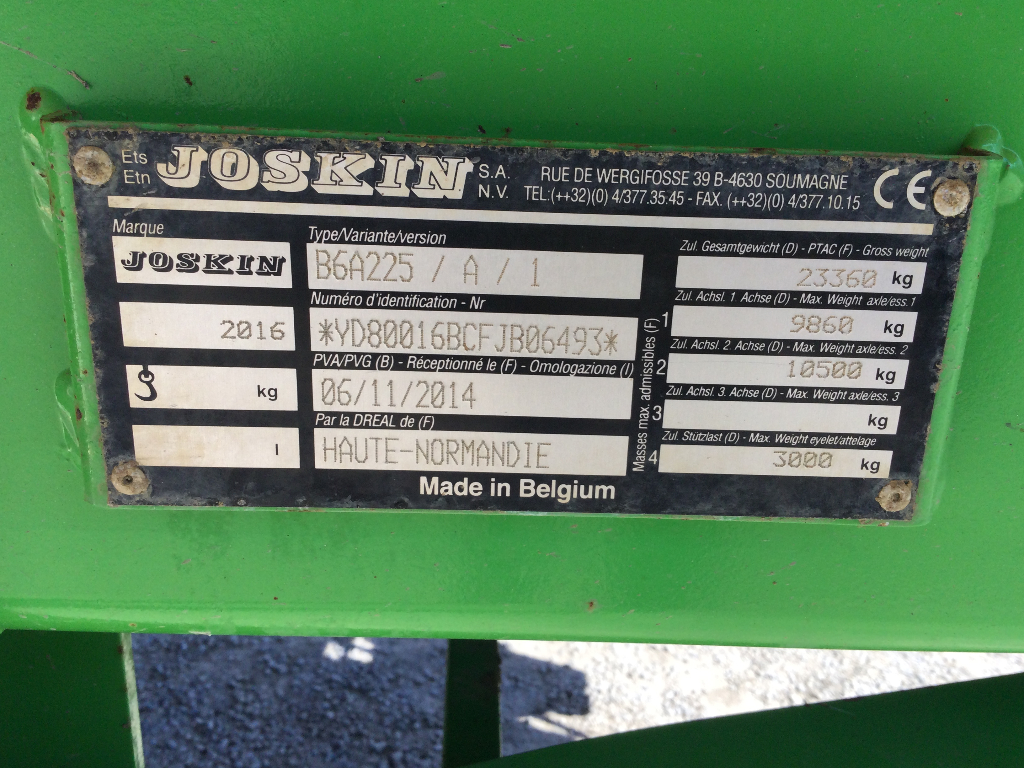 Ets Etn JOSKIN S.A. N.V.
RUE DE WERGIFOSSE 39 B-4630 SOUMAGNE
TEL:(++32)(0) 4/377.35.45 - FAX. (++32)(0) 4/377.10.15
CE
Marque
JOSKIN
2016
kg
l
Type/Variante/version
B6A225 / A / 1
Numéro d'identification - Nr
*YD80016BCFJB06493*
PVA/PVG (B) - Réceptionné le (F) - Omologazione (I)
06/11/2014
Par la DREAL de (F)
HAUTE-NORMANDIE
Masses max. admissibles (F)
Zul. Gesamtgewicht (D) - PTAC (F) - Gross weight
23360 kg
Zul. Achsl. 1 Achse (D) - Max. Weight axle/ess. 1
1 9860 kg
Zul. Achsl. 2 Achse (D) - Max. Weight axle/ess. 2
2 10500 kg
Zul. Achsl. 3. Achse (D) - Max. Weight axle/ess. 3
3 kg
Zul. Stützlast (D) - Max. Weight eyelet/attelage
4 3000 kg
Made in Belgium